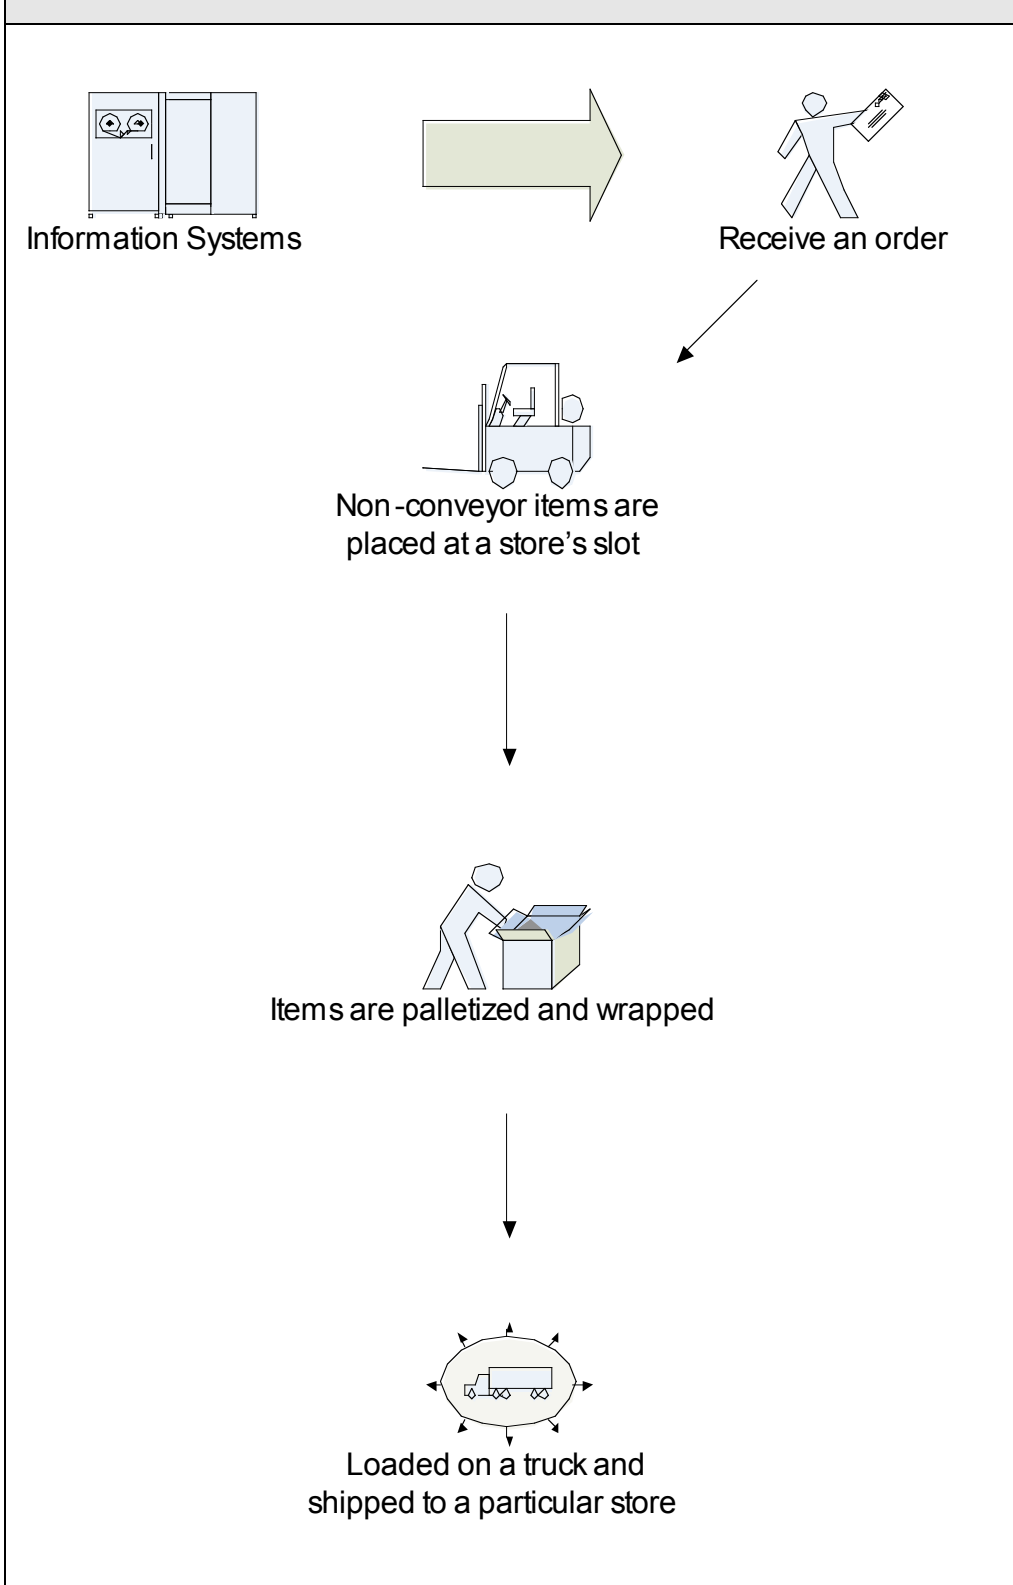 Information Systems
Receive an order
Non-conveyor items are
placed at a store's slot
Items are palletized and wrapped
Loaded on a truck and
shipped to a particular store